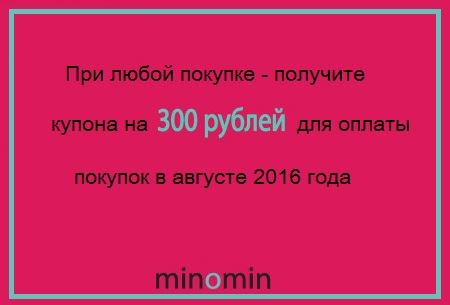 При любой покупке - получите
купона на 300 рублей для оплаты
покупок в августе 2016 года
minomin